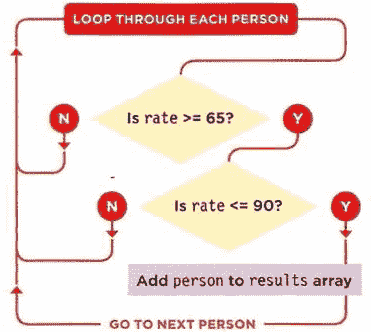 LOOP THROUGH EACH PERSON
N
Is rate >= 65?
Y
N
Is rate <= 90?
Y
Add person to results array
GO TO NEXT PERSON